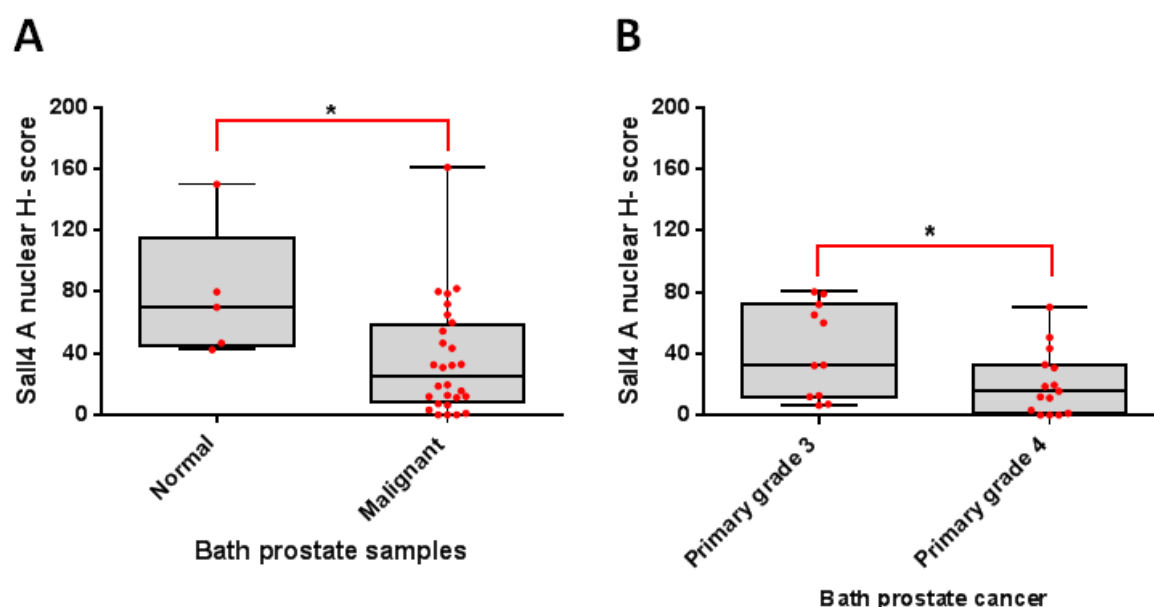 A
Sall4 A nuclear H- score
200
160
120
80
40
0
*
Normal
Malignant
Bath prostate samples
B
Sall4 A nuclear H- score
200
160
120
80
40
0
*
Primary grade 3
Primary grade 4
Bath prostate cancer